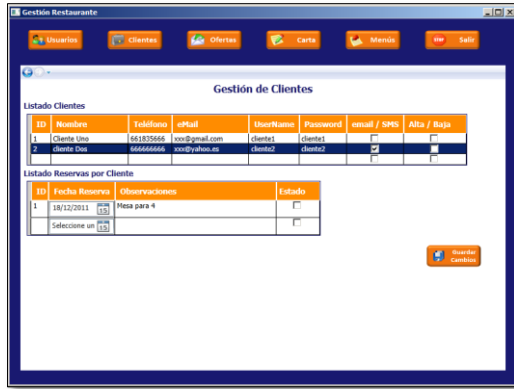 Gestión Restaurante
Usuarios Clientes Ofertas Carta Menús Salir
Gestión de Clientes
Listado Clientes
ID Nombre Teléfono eMail UserName Password email / SMS Alta / Baja
1 Cliente Uno 661835666 xxx@gmail.com cliente1 cliente1
2 cliente Dos 666666666 xxx@yahoo.es cliente2 cliente2
Listado Reservas por Cliente
ID Fecha Reserva Observaciones Estado
1 18/12/2011 15 Mesa para 4
Seleccione un 15
Guardar
Cambios